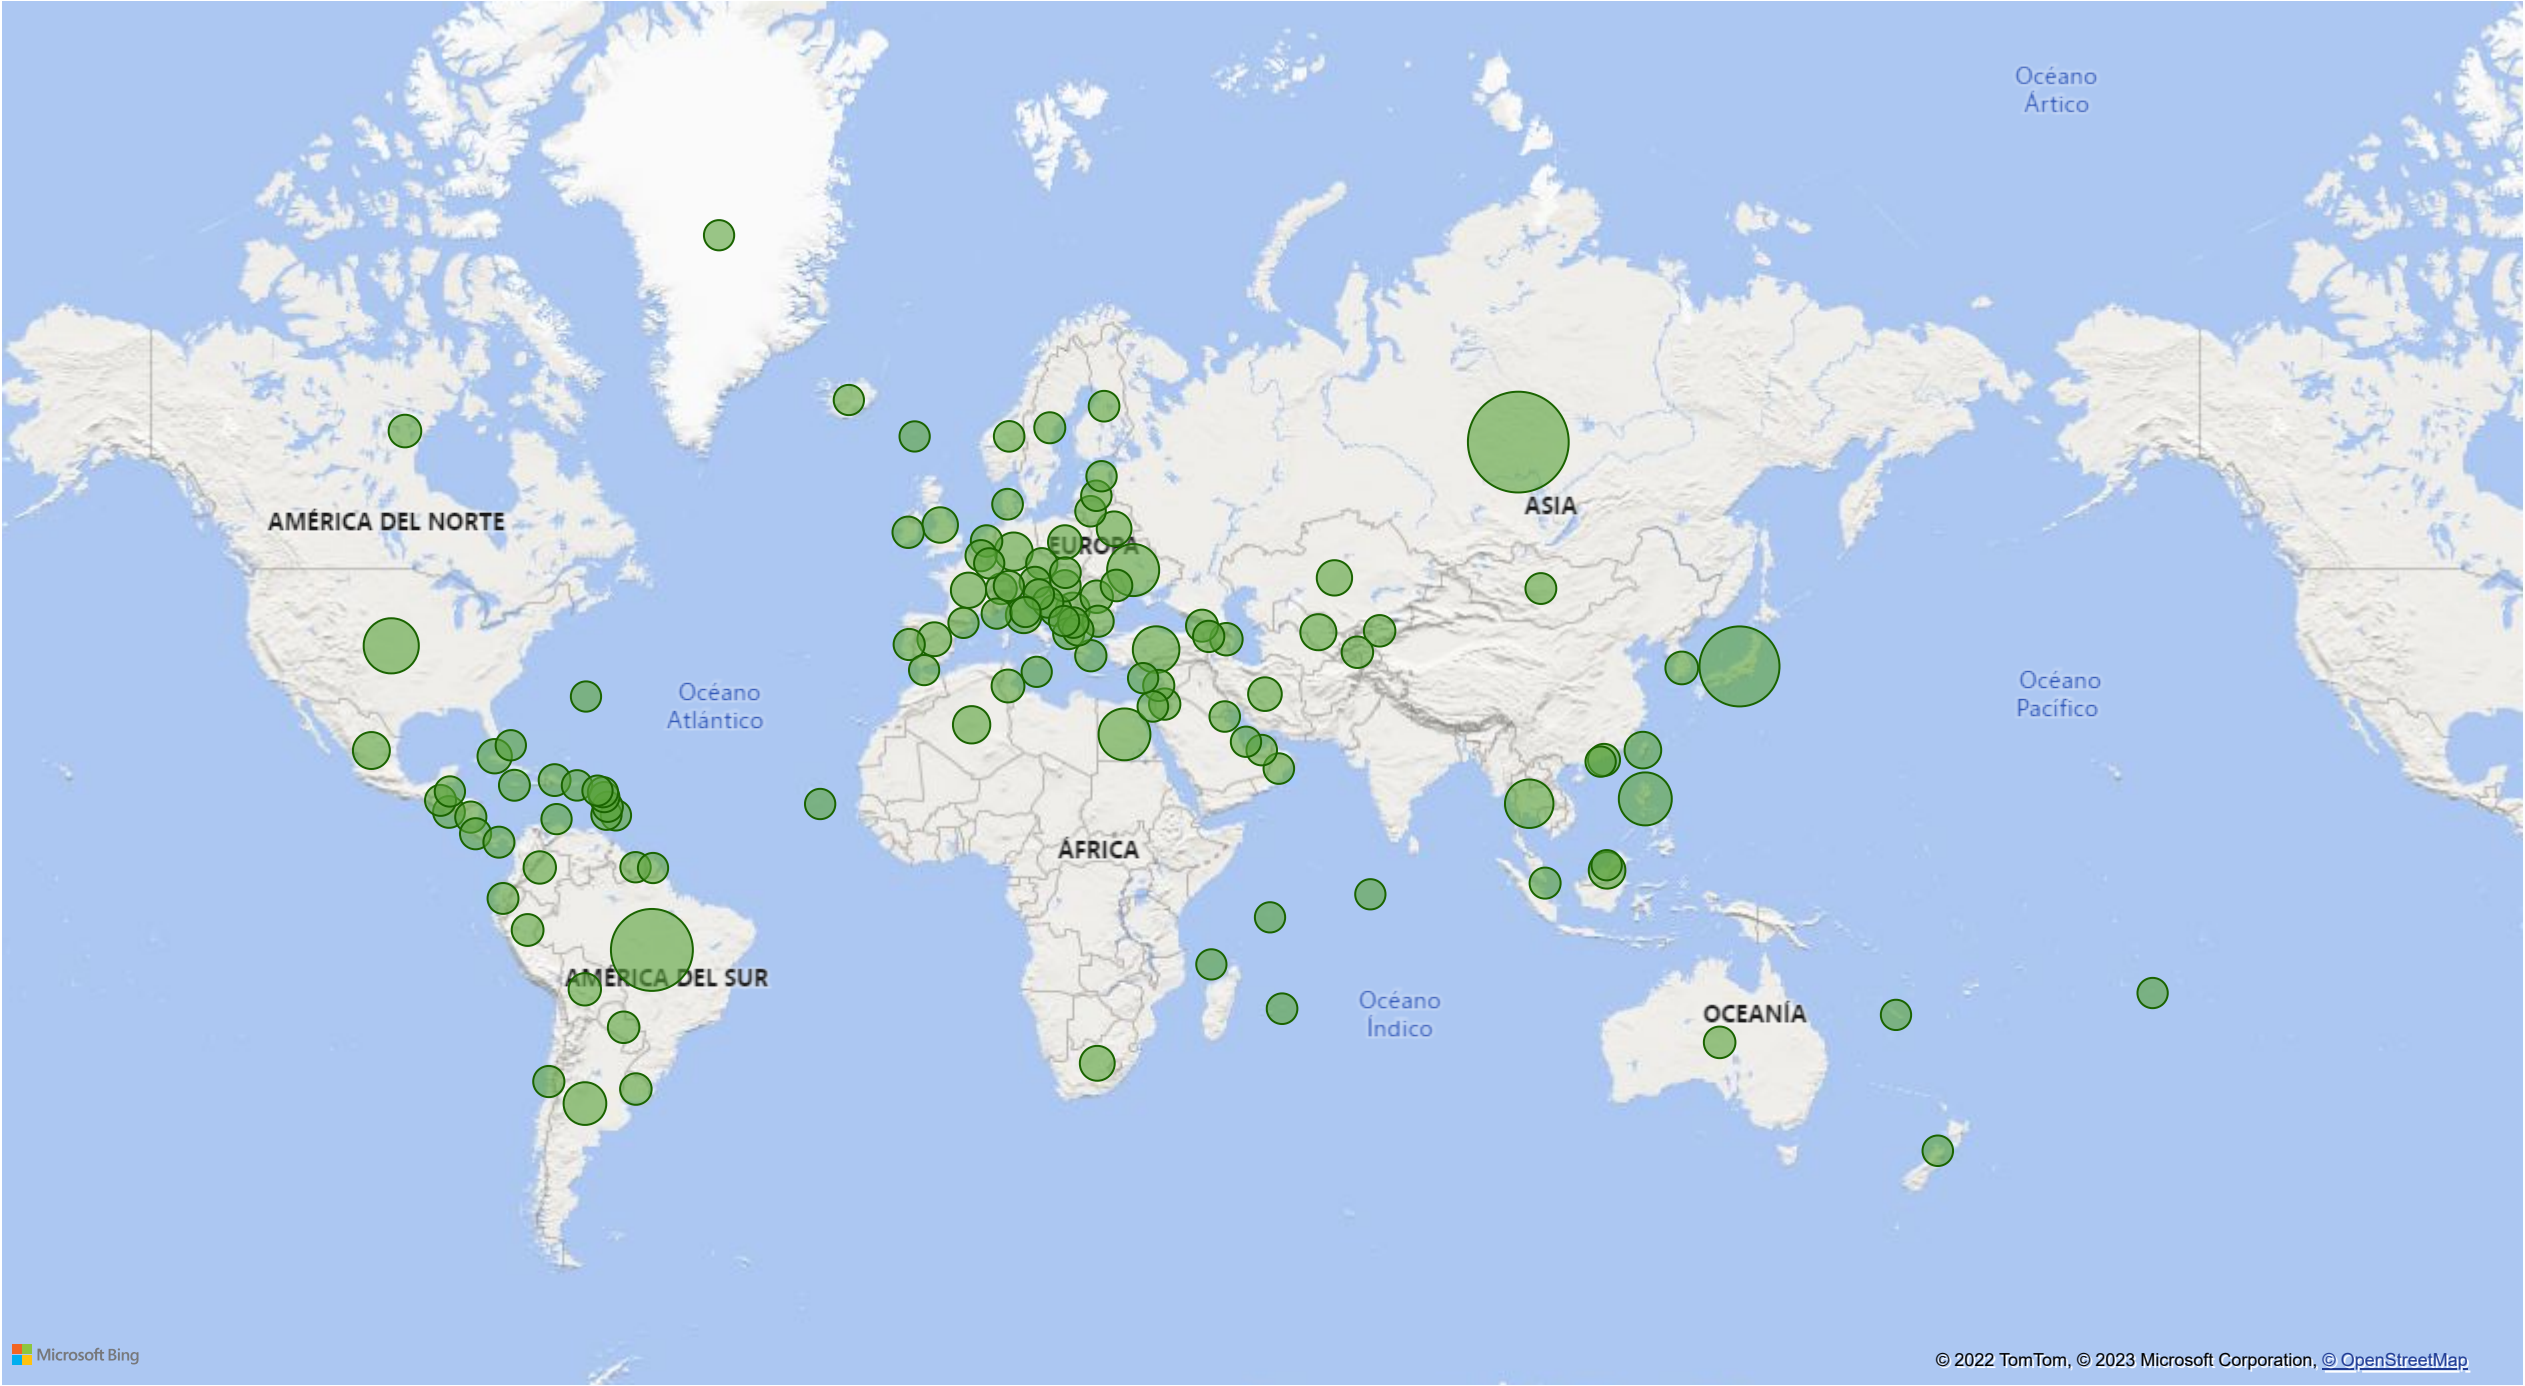 Océano
Ártico
AMÉRICA DEL NORTE
ASIA
EUROPA
Océano
Atlántico
Océano
Pacífico
ÁFRICA
AMÉRICA DEL SUR
Océano
Índico
OCEANÍA
Microsoft Bing
© 2022 TomTom, © 2023 Microsoft Corporation, © OpenStreetMap